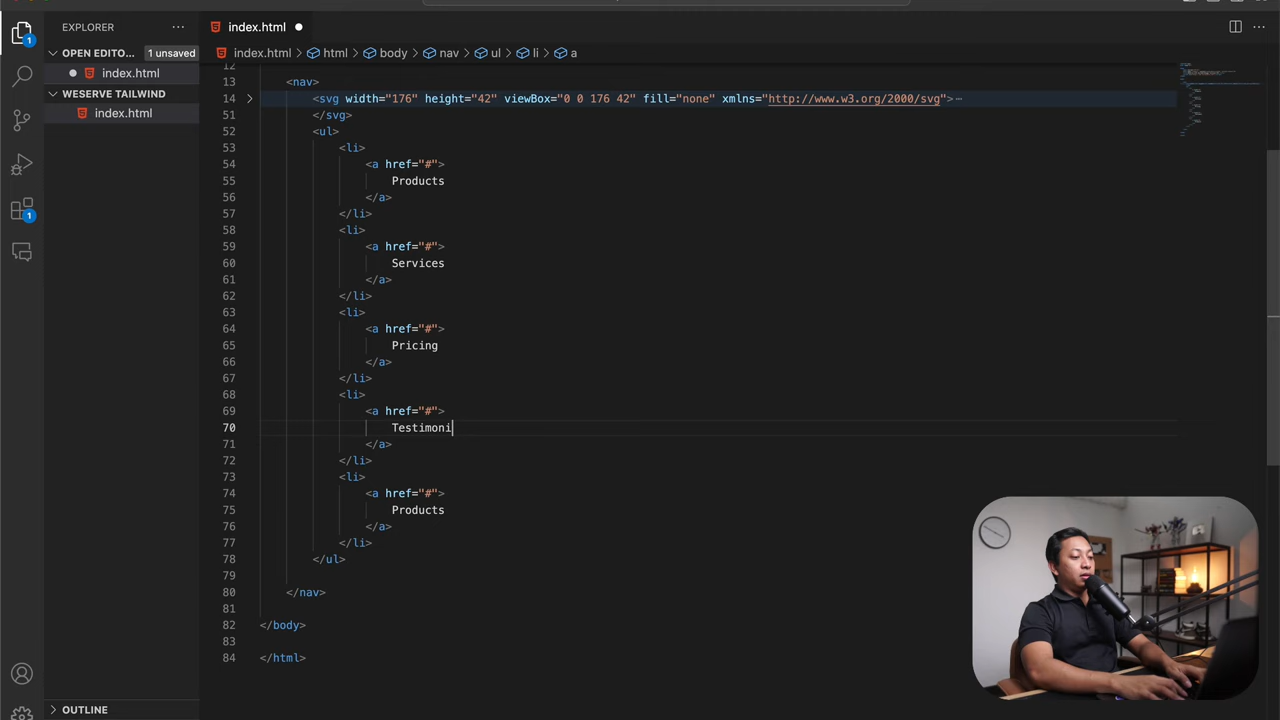 EXPLORER
index.html
OPEN EDITO...
1 unsaved
index.html
WESERVE TAILWIND
index.html
1
1
OUTLINE
index.html > html > body > nav > ul > li > a
12
13 <nav>
14 <svg width="176" height="42" viewBox="0 0 176 42" fill="none" xmlns="http://www.w3.org/2000/svg">⋯
51 </svg>
52 <ul>
53 <li>
54 <a href="#">
55 Products
56 </a>
57 </li>
58 <li>
59 <a href="#">
60 Services
61 </a>
62 </li>
63 <li>
64 <a href="#">
65 Pricing
66 </a>
67 </li>
68 <li>
69 <a href="#">
70 Testimoni
71 </a>
72 </li>
73 <li>
74 <a href="#">
75 Products
76 </a>
77 </li>
78 </ul>
79
80 </nav>
81
82 </body>
83
84 </html>